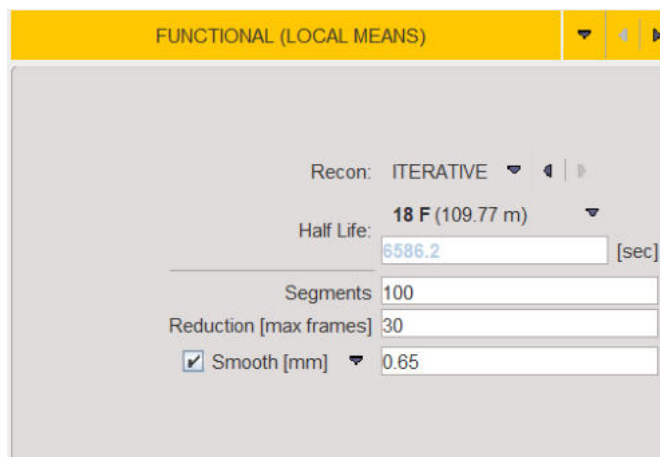 FUNCTIONAL (LOCAL MEANS)
Recon: ITERATIVE
Half Life: 18 F (109.77 m)
6586.2 [sec]
Segments 100
Reduction [max frames] 30
Smooth [mm] 0.65